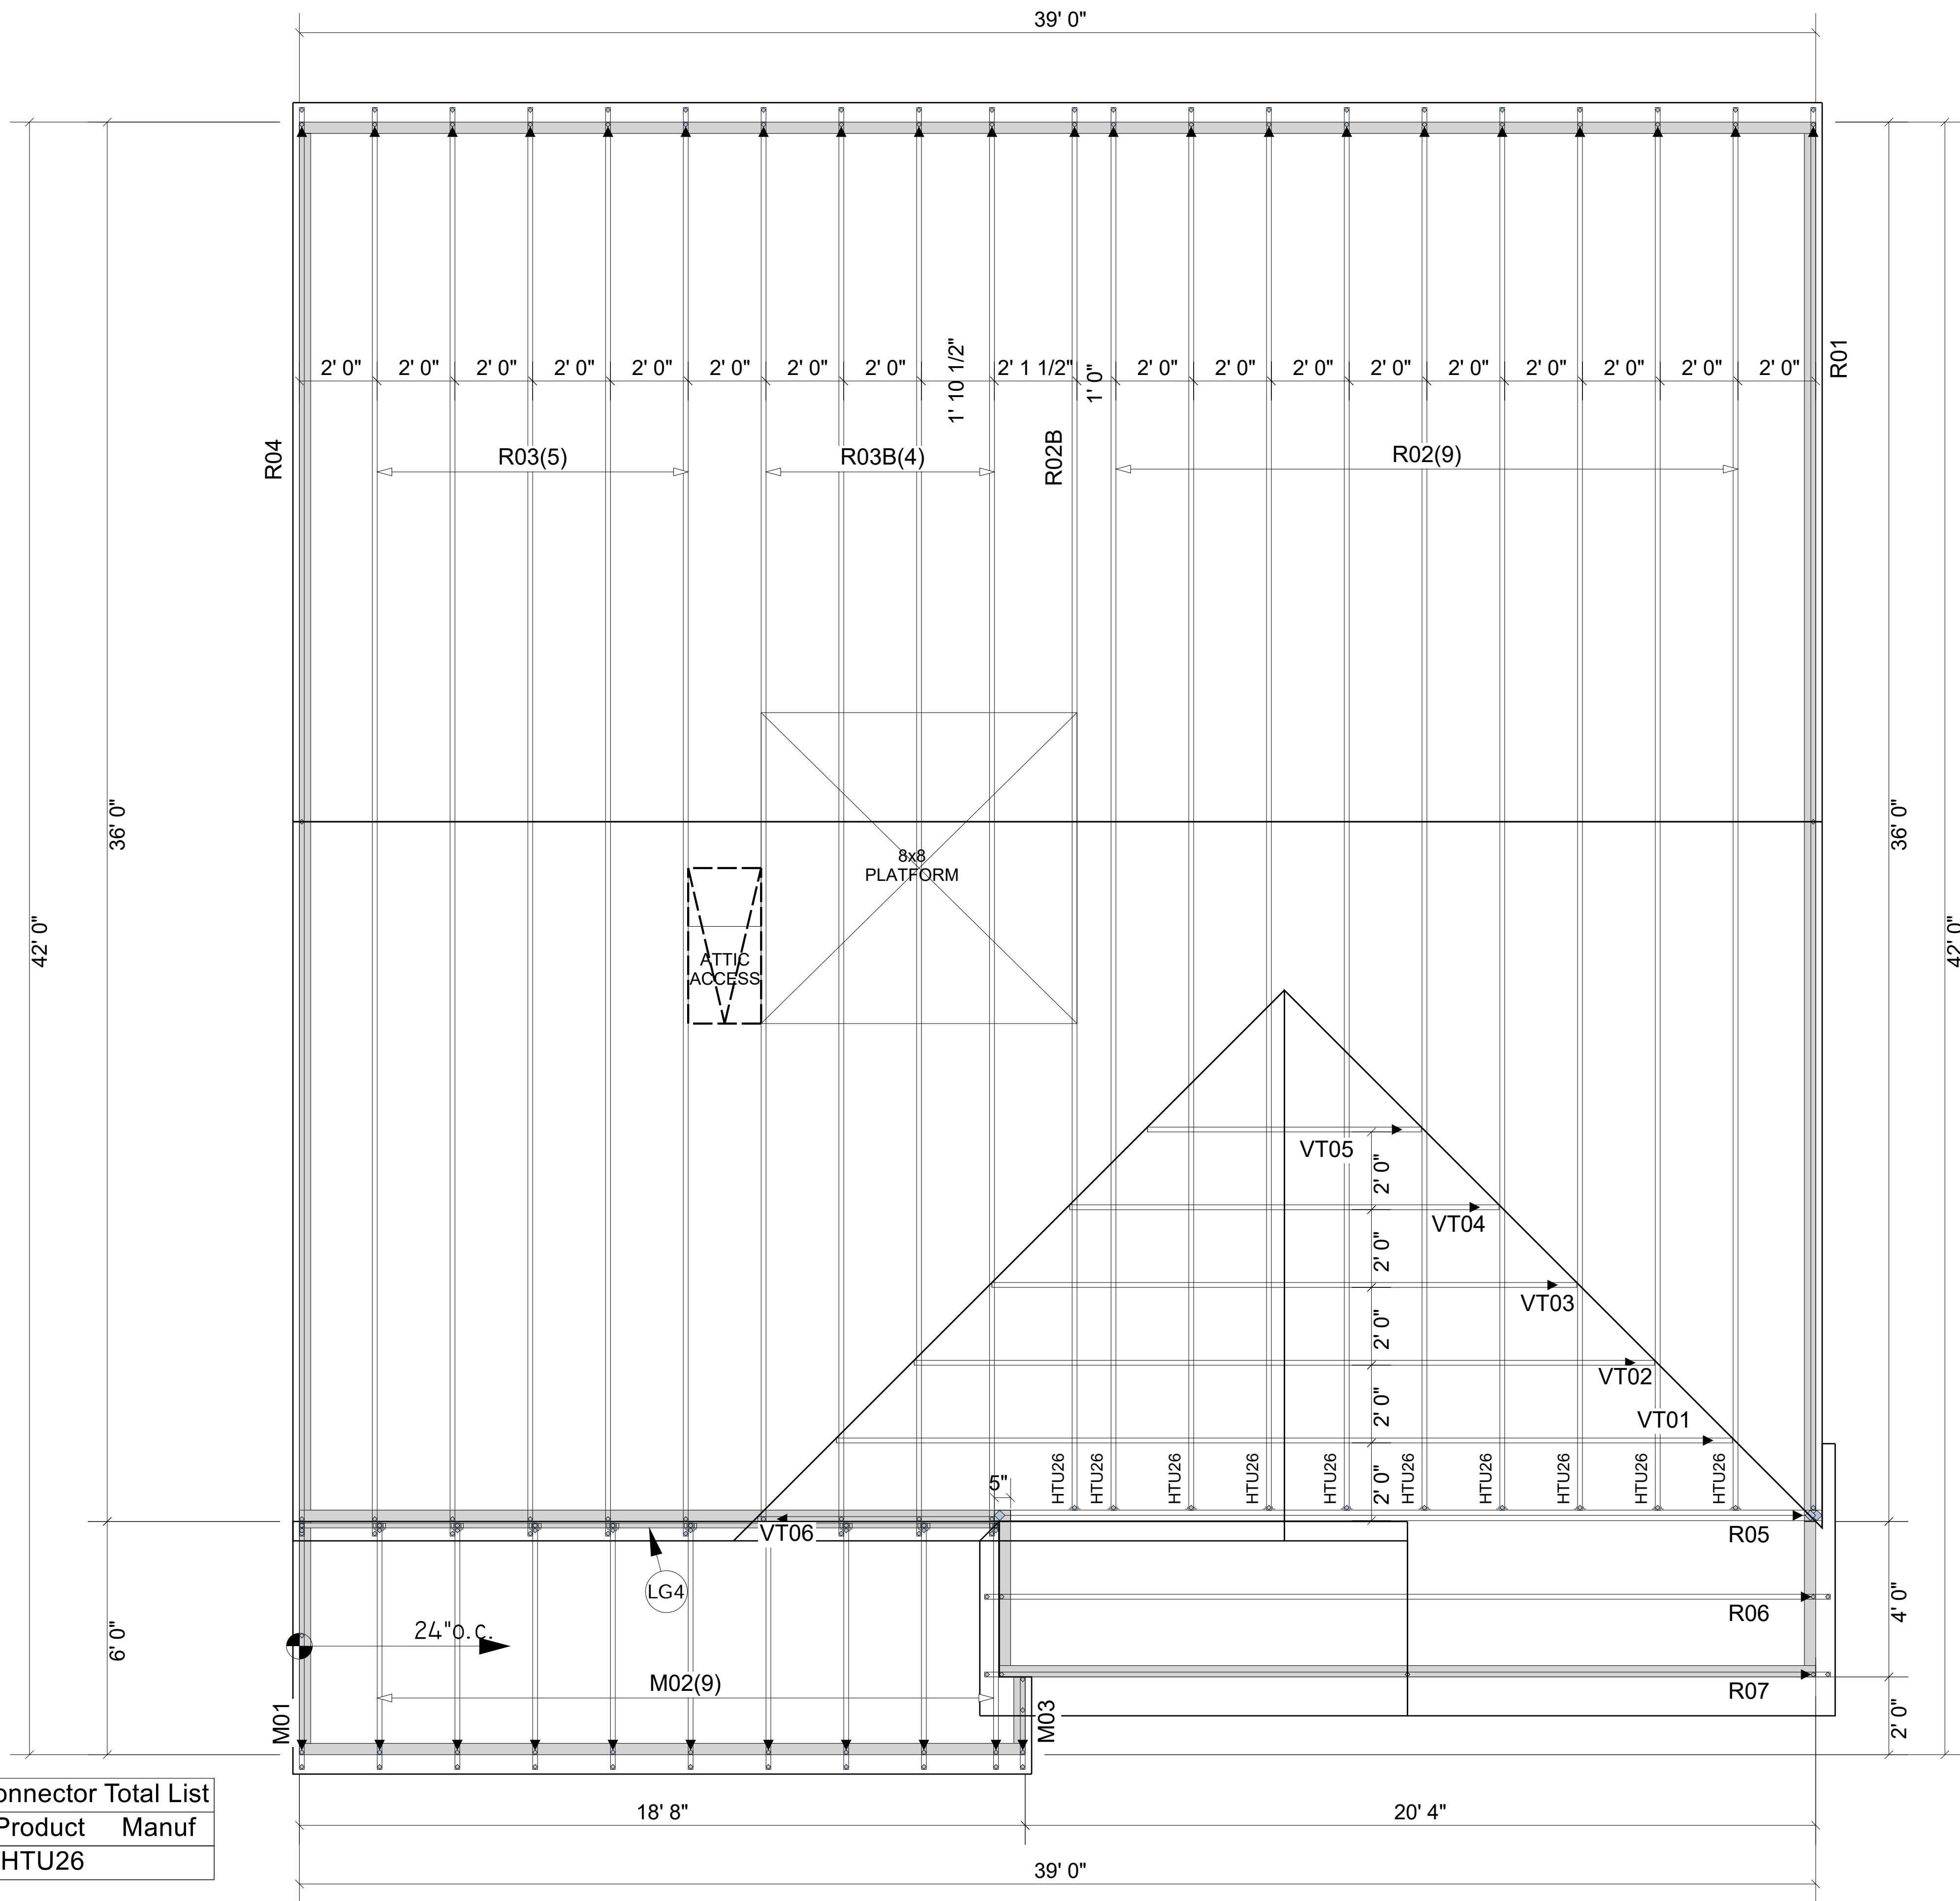 39' 0"
2' 0" 2' 0" 2' 0" 2' 0" 2' 0" 2' 0" 2' 0" 2' 0" 1' 10 1/2" 2' 1 1/2" 1' 0" 2' 0" 2' 0" 2' 0" 2' 0" 2' 0" 2' 0" 2' 0" 2' 0" 2' 0"
R01
R04
R03(5)
R03B(4)
R02B
R02(9)
36' 0"
42' 0"
36' 0"
42' 0"
8x8
PLATFORM
ATTIC
ACCESS
VT05
2' 0"
VT04
2' 0"
VT03
2' 0"
VT02
2' 0"
VT01
2' 0"
HTU26 HTU26 HTU26 HTU26 HTU26 HTU26 HTU26 HTU26 HTU26 HTU26
5"
VT06
R05
LG4
R06
4' 0"
6' 0"
24"o.c.
M02(9)
R07
M01
M03
2' 0"
onnector Total List
Product Manuf
HTU26
18' 8"
20' 4"
39' 0"